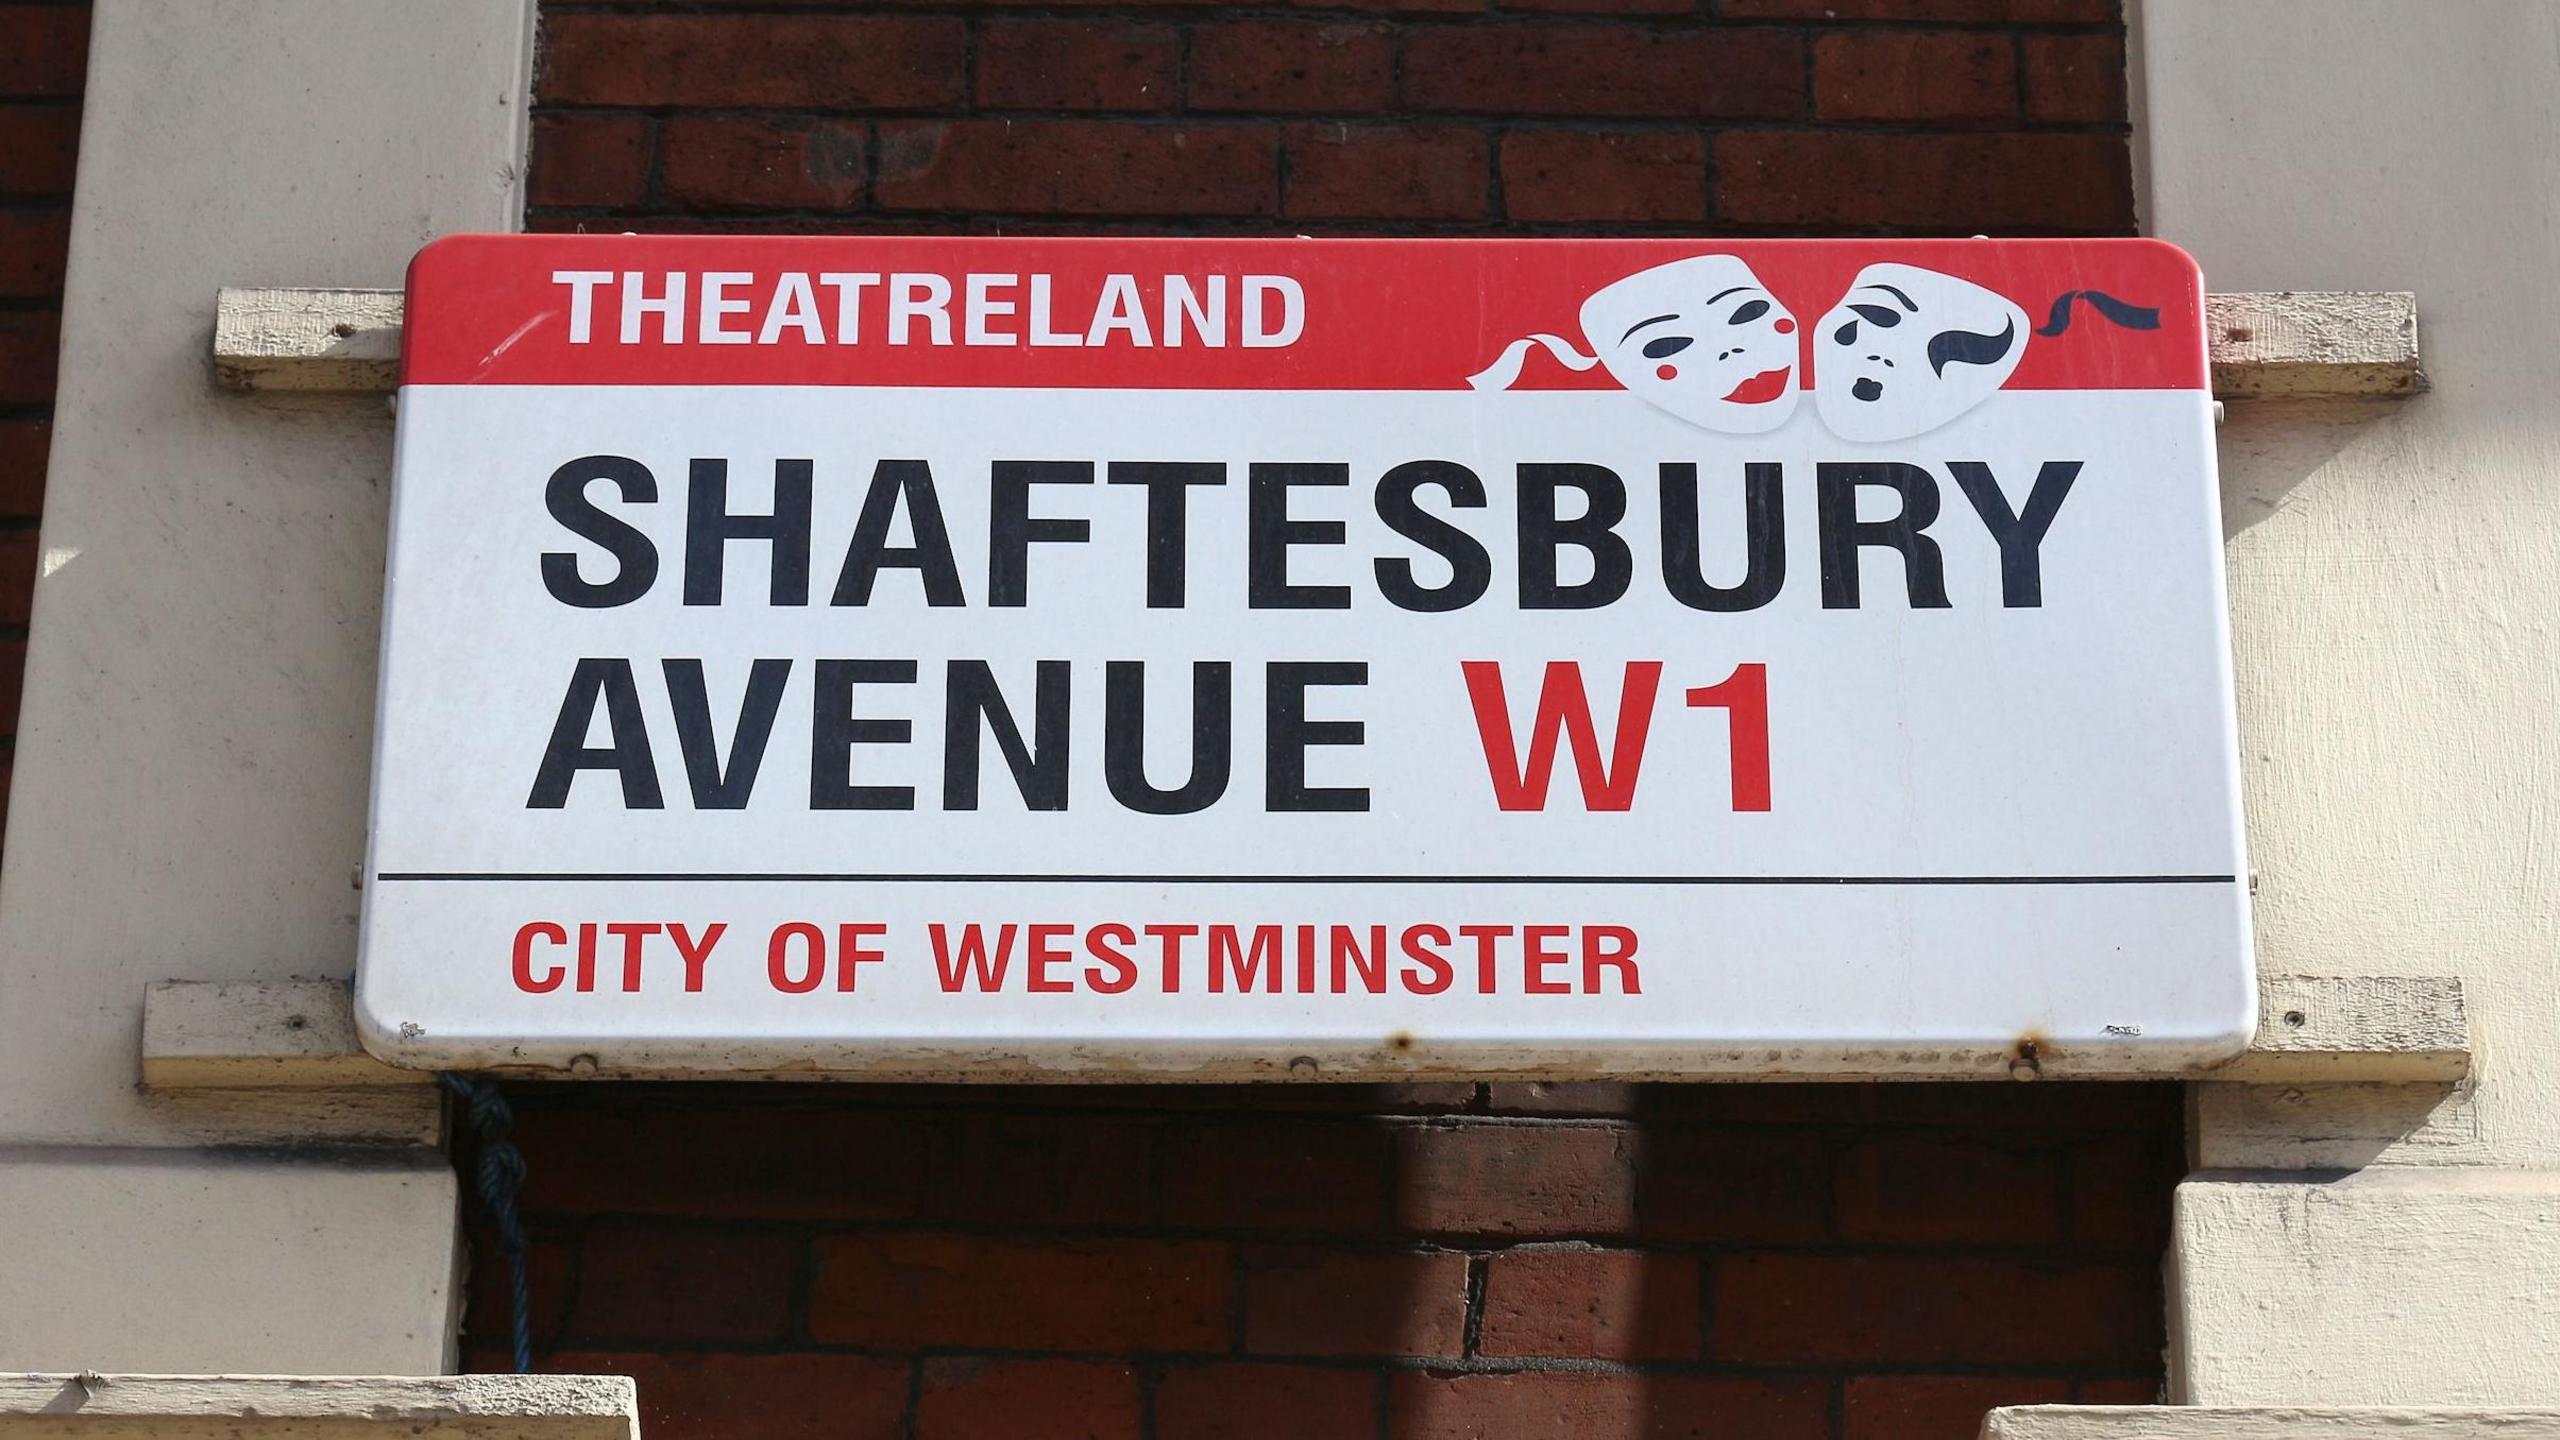 THEATRELAND
SHAFTESBURY
AVENUE W1
CITY OF WESTMINSTER